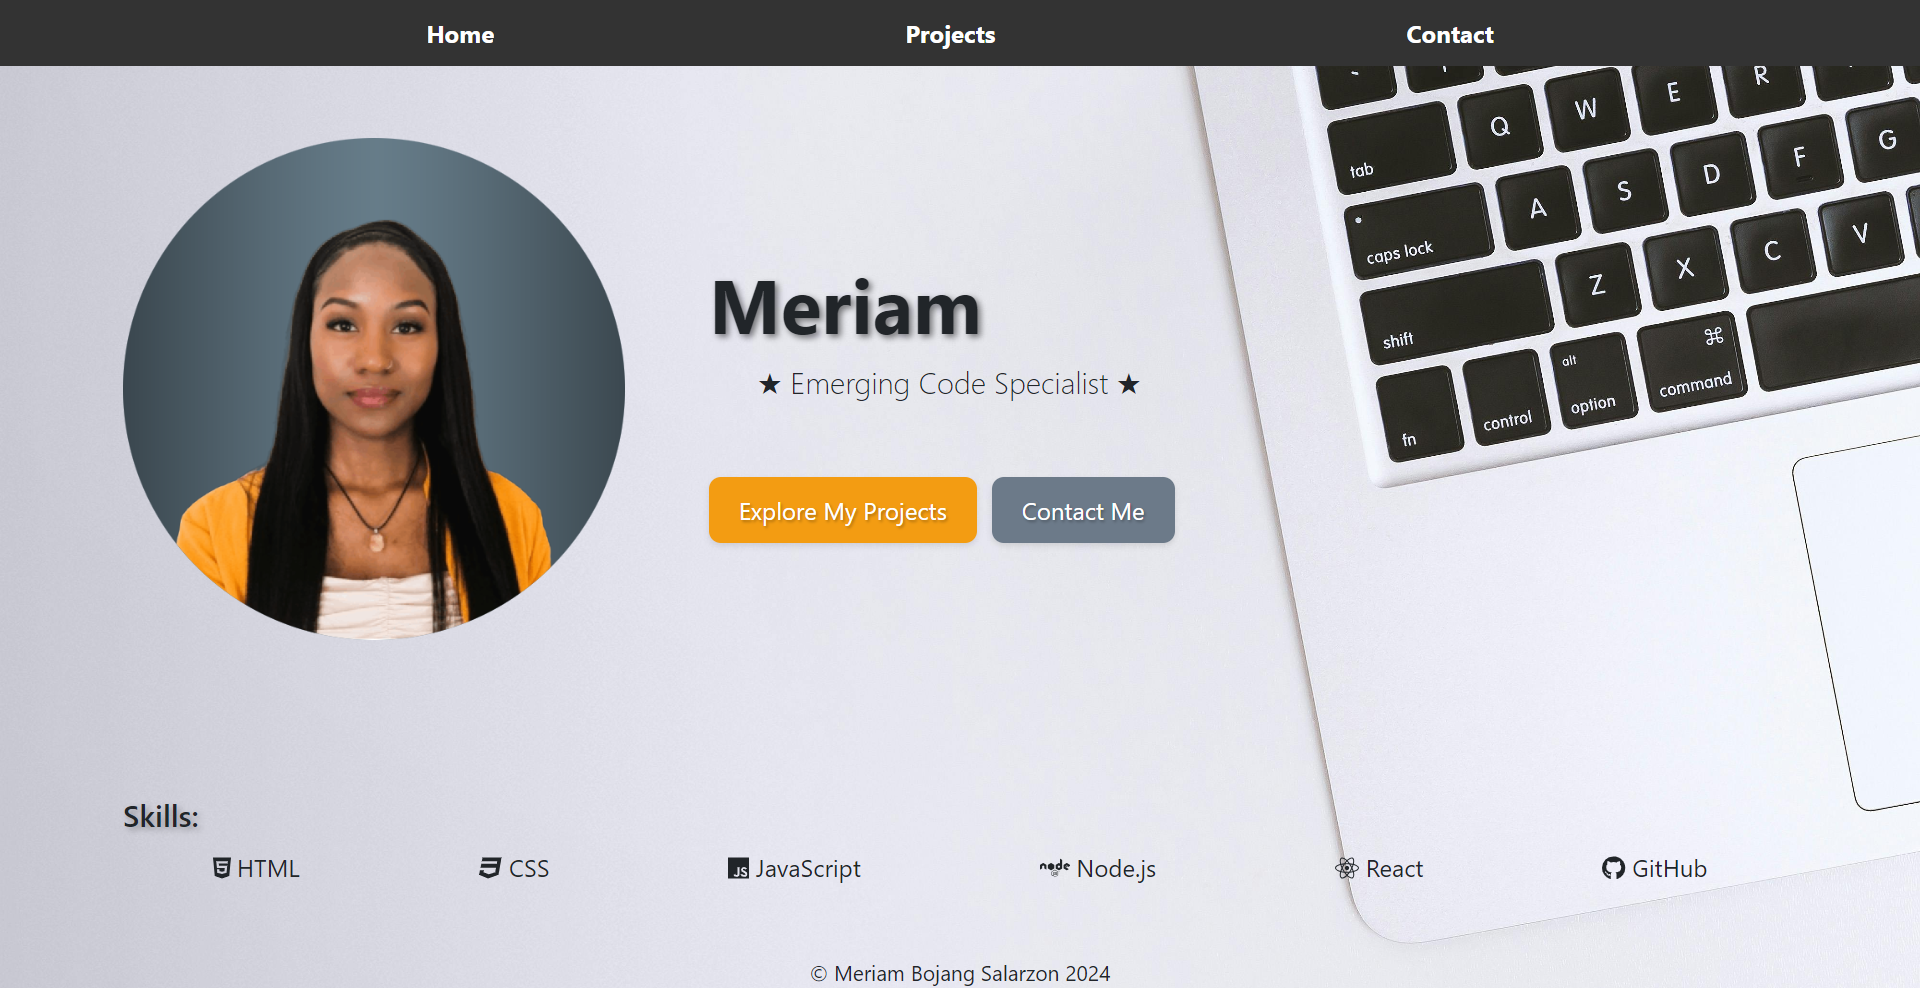 Home Projects Contact
Q W E R
tab
A S D F G
caps lock
Z X C V
shift
⌘
alt
fn control option command
Meriam
★ Emerging Code Specialist ★
Explore My Projects Contact Me
Skills:
HTML CSS JS JavaScript node JS Node.js React GitHub
© Meriam Bojang Salarzon 2024